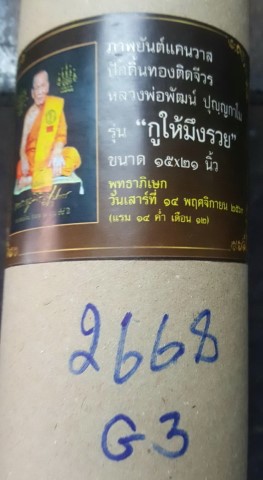 ภาพยันต์แคนวาส
ปัดลิ้นทองติดจีวร
หลวงพ่อพัฒน์ ปุญฺญกาโม
รุ่น "กูให้มึงรวย"
ขนาด ๑๕x๒๑ นิ้ว
พุทธาภิเษก
วันเสาร์ที่ ๑๔ พฤศจิกายน
(แรม ๑๔ ค่ำ เดือน ๑๒)
2668
G3